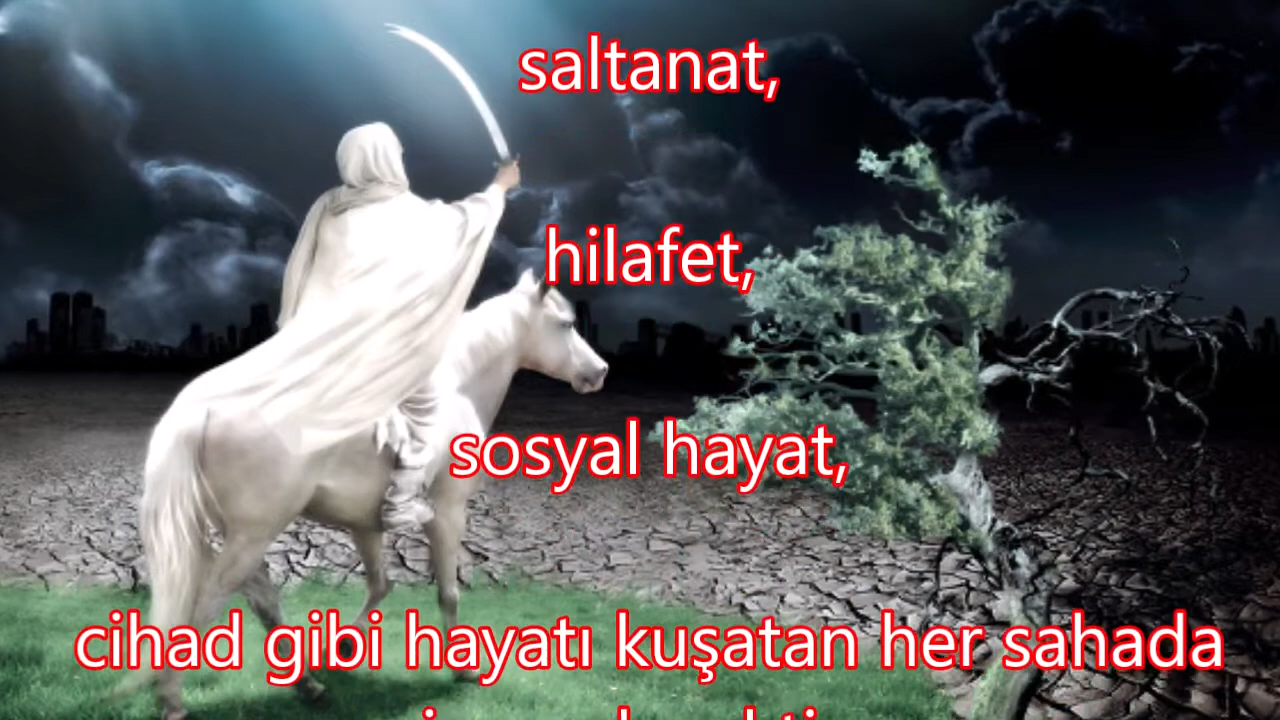 saltanat,
hilafet,
sosyal hayat,
cihad gibi hayatı kuşatan her sahada